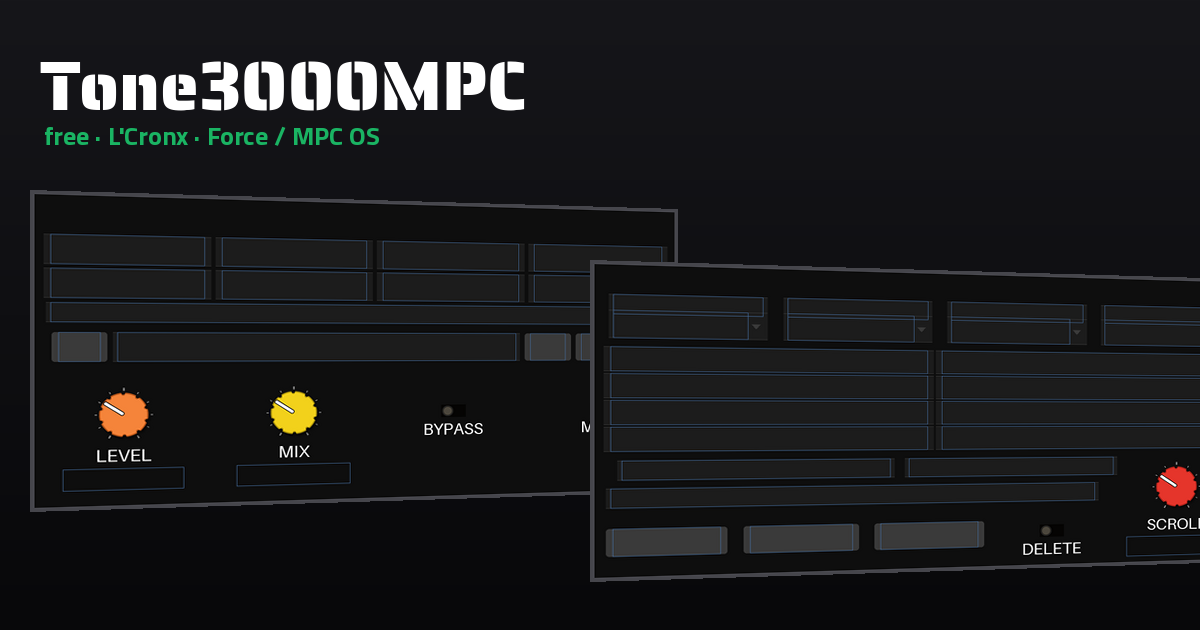 Tone3000MPC
free · L'Cronx · Force / MPC OS
LEVEL
MIX
BYPASS
DELETE